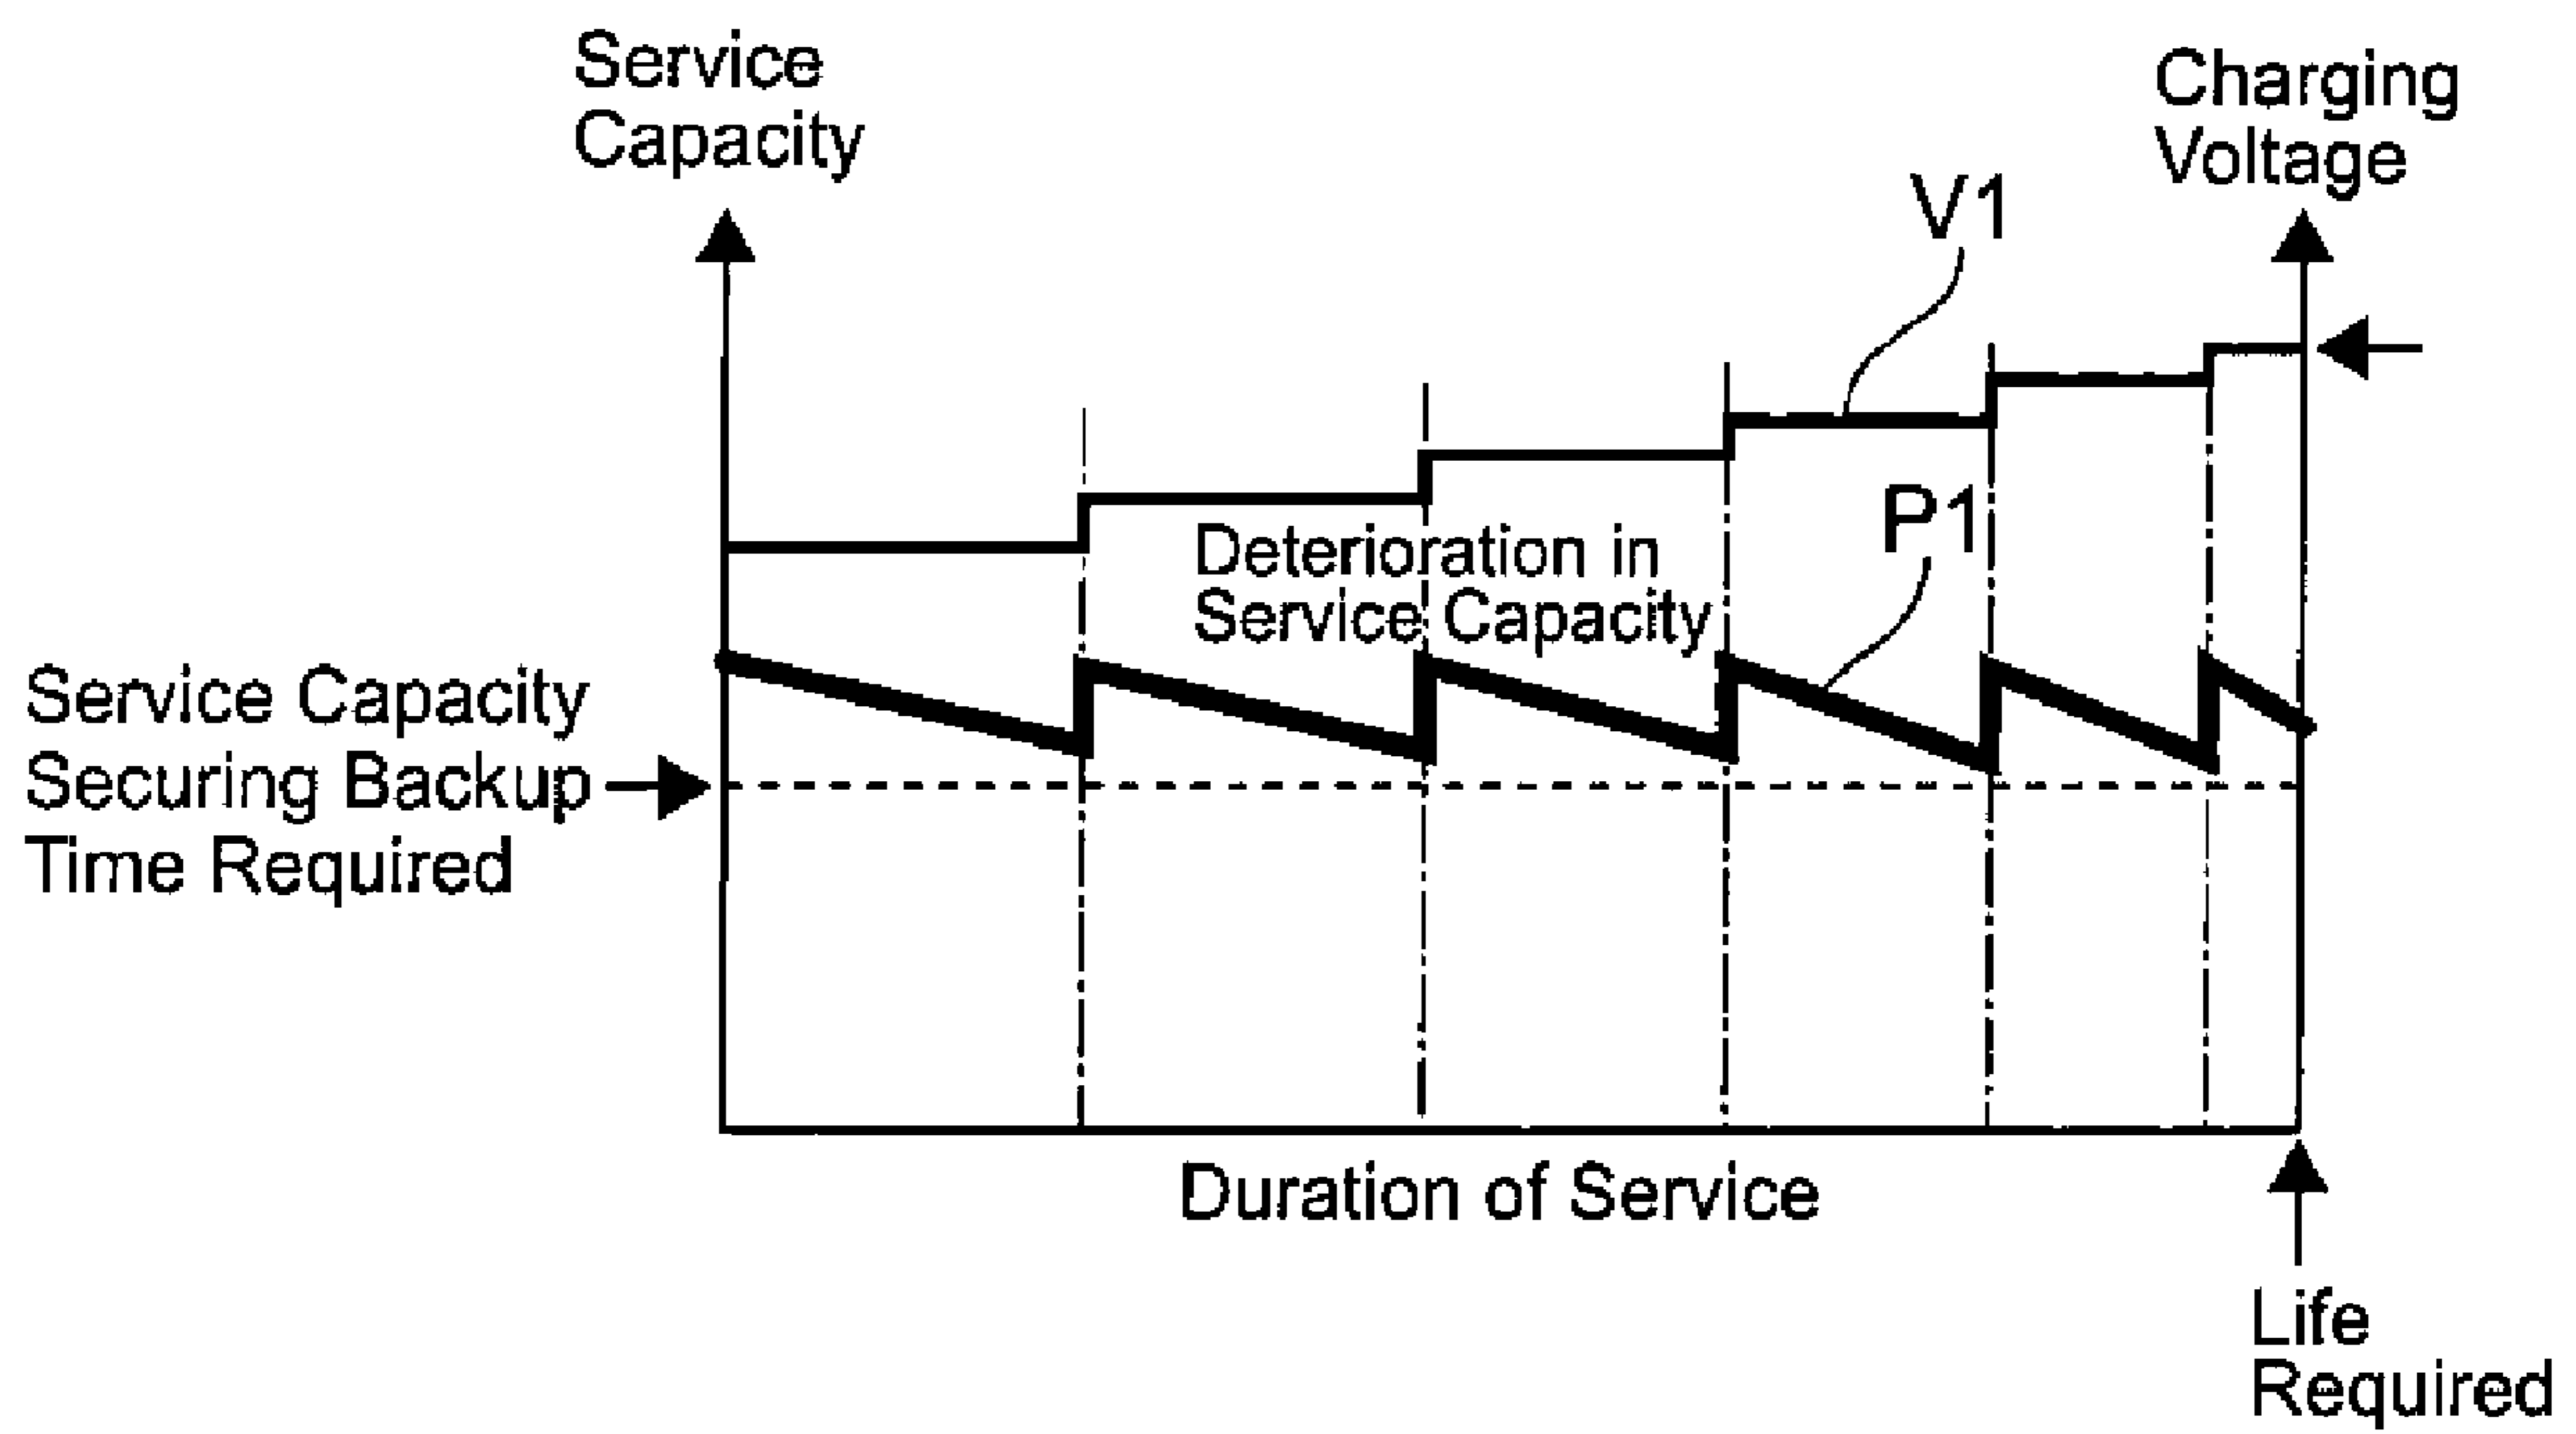 Service
Capacity
Charging
Voltage
V1
P1
Deterioration in
Service Capacity
Service Capacity
Securing Backup
Time Required
Duration of Service
Life
Required